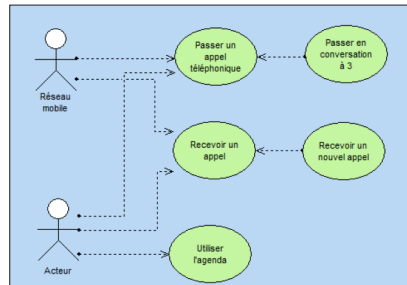 Passer un
appel
téléphonique
Passer en
conversation
à 3
Réseau
mobile
Recevoir un
appel
Recevoir un
nouvel appel
Utiliser
l'agenda
Acteur